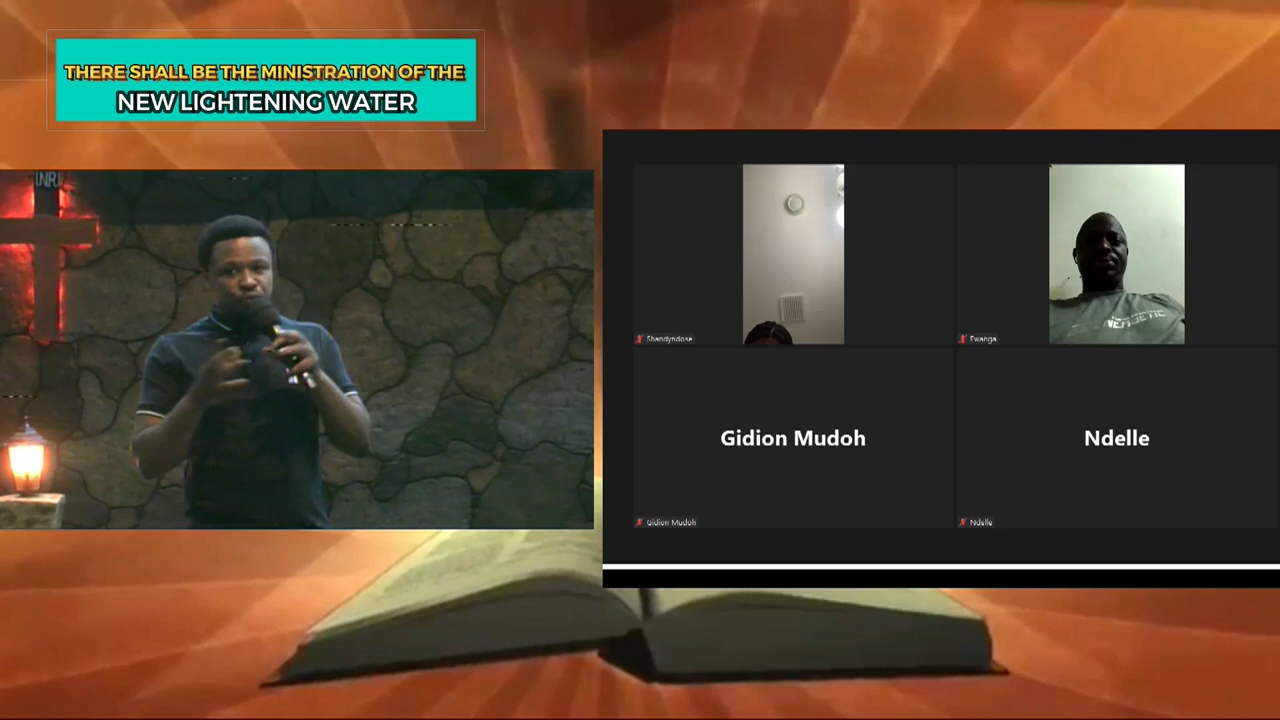 THERE SHALL BE THE MINISTRATION OF THE
NEW LIGHTENING WATER
INRI
Shandyndose
Ewanga
Gidion Mudoh
Ndelle
Gidion Mudoh
Ndelle